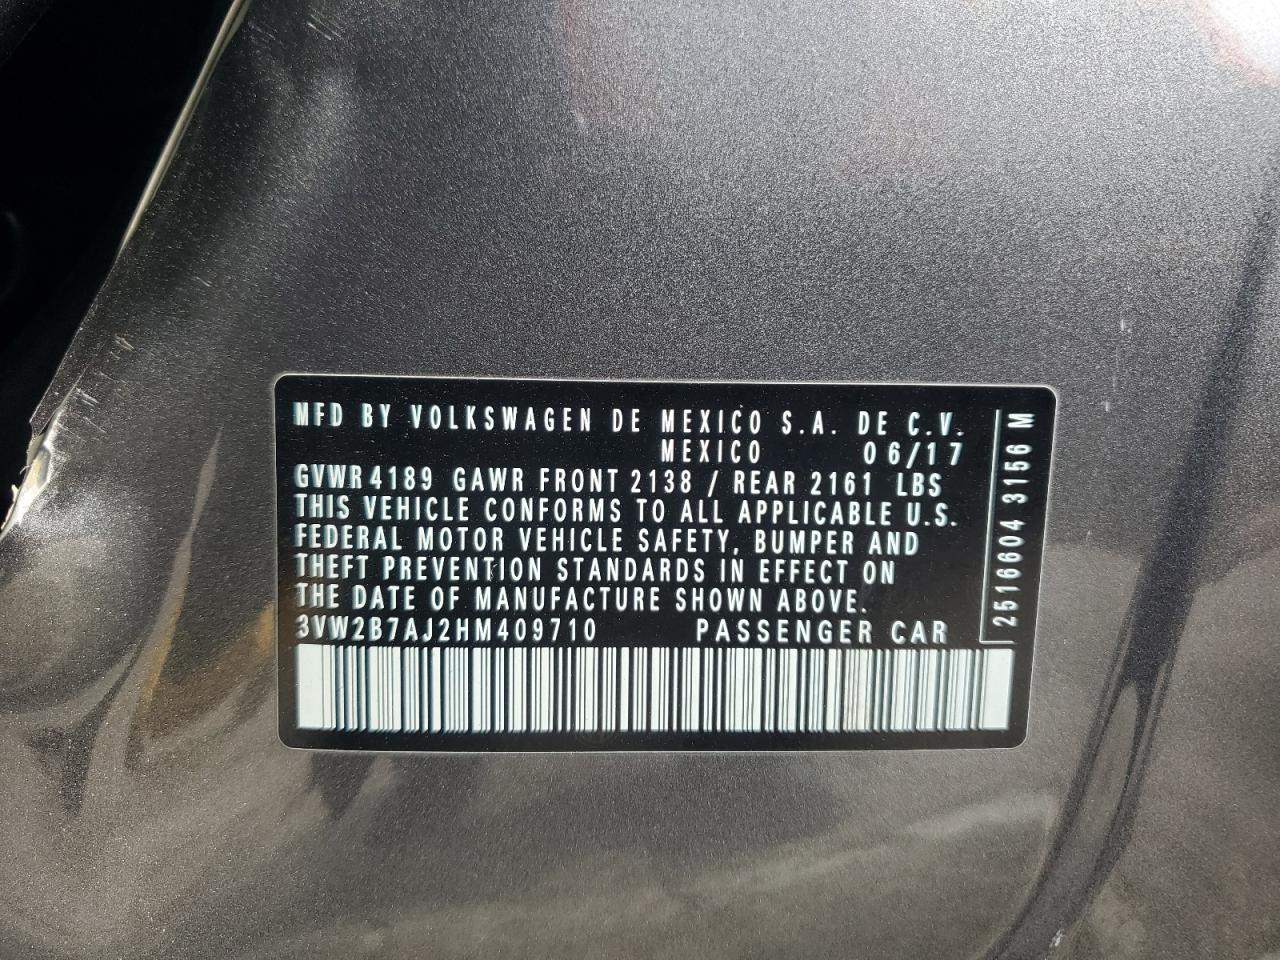 MFD BY VOLKSWAGEN DE MEXICO S.A. DE C.V.
MEXICO 06/17
GVWR 4189 GAWR FRONT 2138 / REAR 2161 LBS
THIS VEHICLE CONFORMS TO ALL APPLICABLE U.S.
FEDERAL MOTOR VEHICLE SAFETY, BUMPER AND
THEFT PREVENTION STANDARDS IN EFFECT ON
THE DATE OF MANUFACTURE SHOWN ABOVE.
3VW2B7AJ2HM409710 PASSENGER CAR
2516604 3156 M